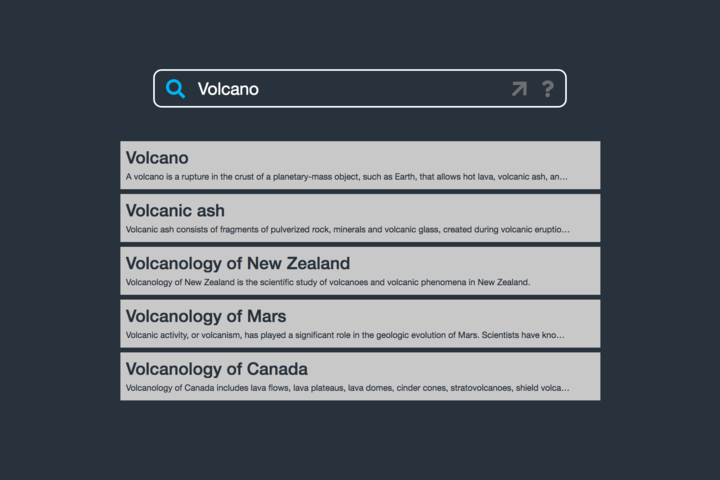 Volcano
?
Volcano
A volcano is a rupture in the crust of a planetary-mass object, such as Earth, that allows hot lava, volcanic ash, an…
Volcanic ash
Volcanic ash consists of fragments of pulverized rock, minerals and volcanic glass, created during volcanic eruptio…
Volcanology of New Zealand
Volcanology of New Zealand is the scientific study of volcanoes and volcanic phenomena in New Zealand.
Volcanology of Mars
Volcanic activity, or volcanism, has played a significant role in the geologic evolution of Mars. Scientists have kno…
Volcanology of Canada
Volcanology of Canada includes lava flows, lava plateaus, lava domes, cinder cones, stratovolcanoes, shield volca…